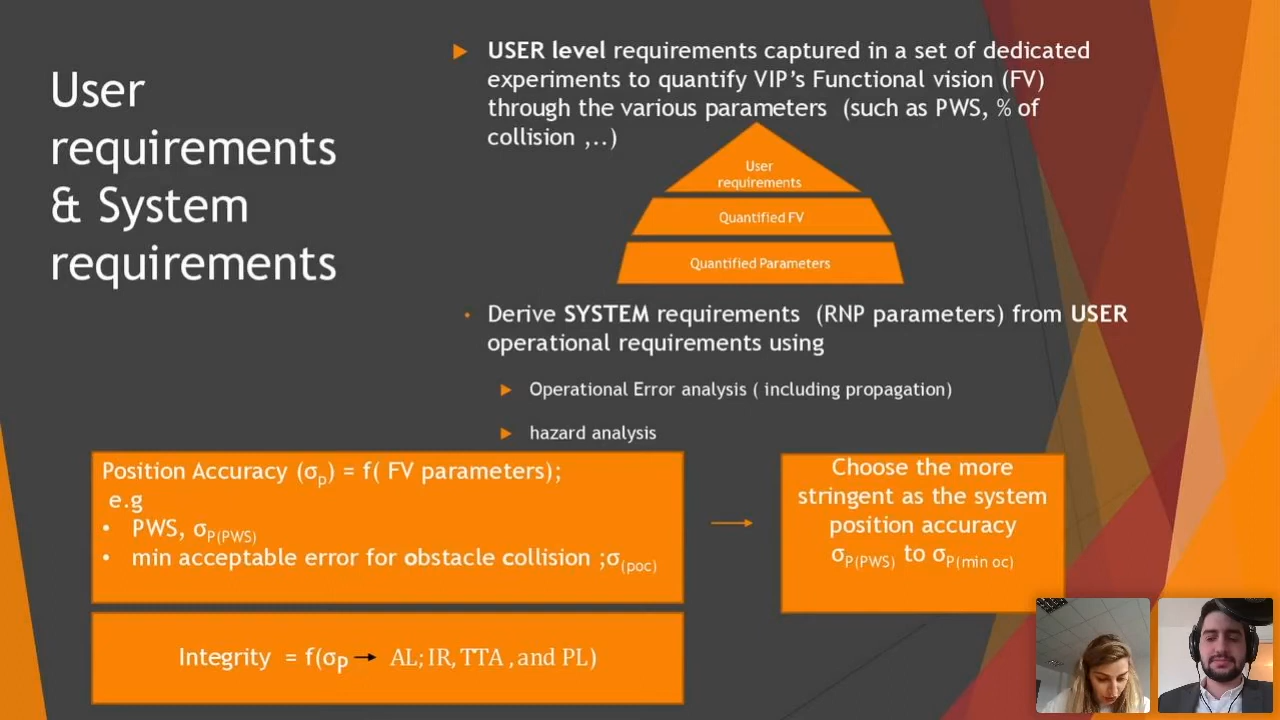 User
requirements
& System
requirements
USER level requirements captured in a set of dedicated
experiments to quantify VIP’s Functional vision (FV)
through the various parameters (such as PWS, % of
collision ,..)
User
requirements
Quantified FV
Quantified Parameters
Derive SYSTEM requirements (RNP parameters) from USER
operational requirements using
Operational Error analysis ( including propagation)
hazard analysis
Position Accuracy (σp) = f( FV parameters);
e.g
• PWS, σP(PWS)
• min acceptable error for obstacle collision ;σ(poc)
Choose the more
stringent as the system
position accuracy
σP(PWS) to σP(min oc)
Integrity = f(σp→ AL; IR, TTA , and PL)